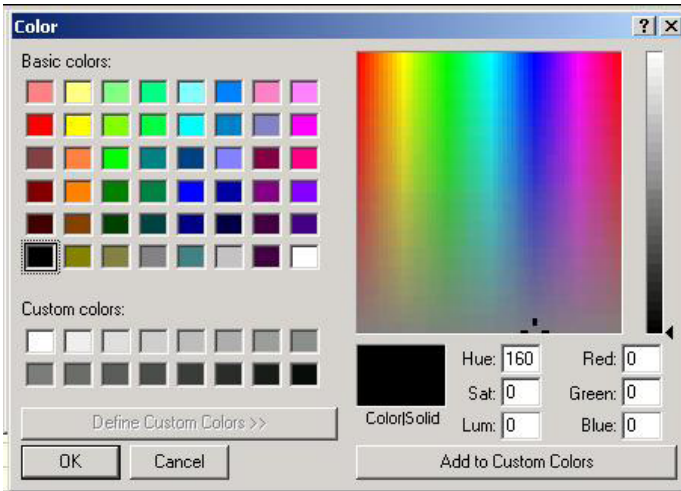 Color
Basic colors:
Custom colors:
Define Custom Colors >>
OK Cancel
Color|Solid
Hue: 160 Red: 0
Sat: 0 Green: 0
Lum: 0 Blue: 0
Add to Custom Colors